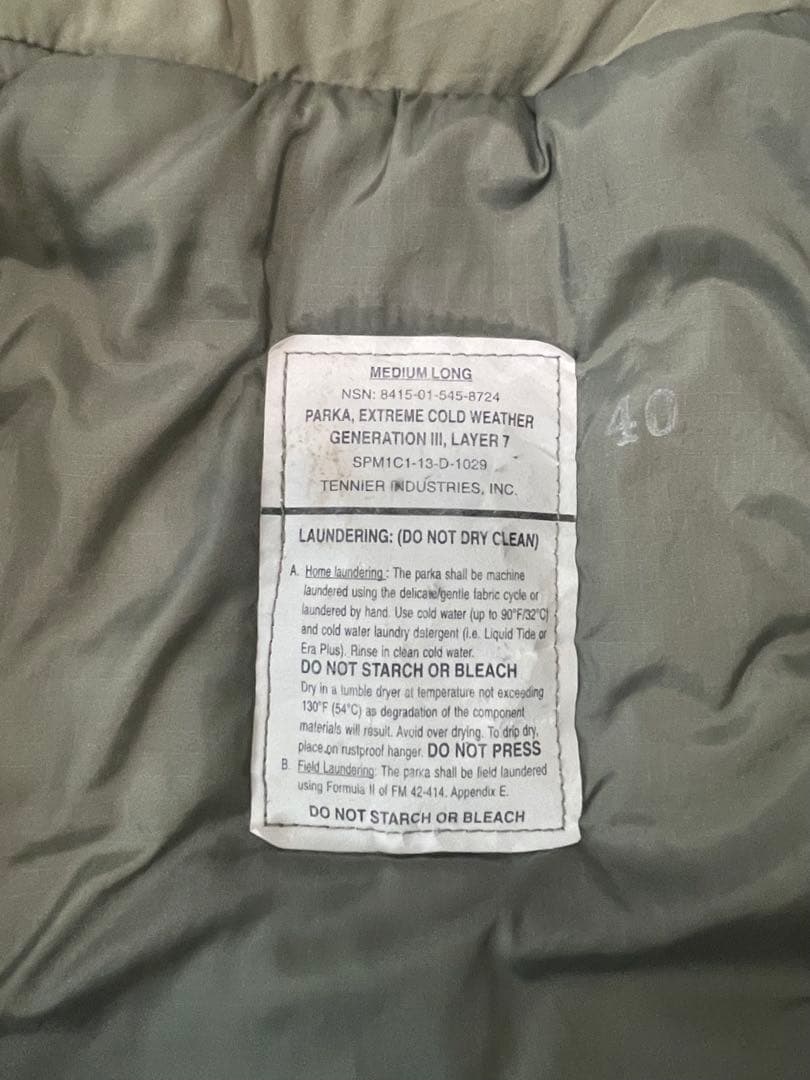 MEDIUM LONG
NSN: 8415-01-545-8724
PARKA, EXTREME COLD WEATHER
GENERATION III, LAYER 7
SPM1C1-13-D-1029
TENNIER INDUSTRIES, INC.
40
LAUNDERING: (DO NOT DRY CLEAN)
A. Home laundering : The parka shall be machine
laundered using the delicate/gentle fabric cycle or
laundered by hand. Use cold water (up to 90°F/32°C)
and cold water laundry detergent (i.e. Liquid Tide or
Era Plus). Rinse in clean cold water.
DO NOT STARCH OR BLEACH
Dry in a tumble dryer at temperature not exceeding
130°F (54°C) as degradation of the component
materials will result. Avoid over drying. To drip dry,
place on rustproof hanger. DO NOT PRESS
B. Field Laundering: The parka shall be field laundered
using Formula II of FM 42-414. Appendix E.
DO NOT STARCH OR BLEACH